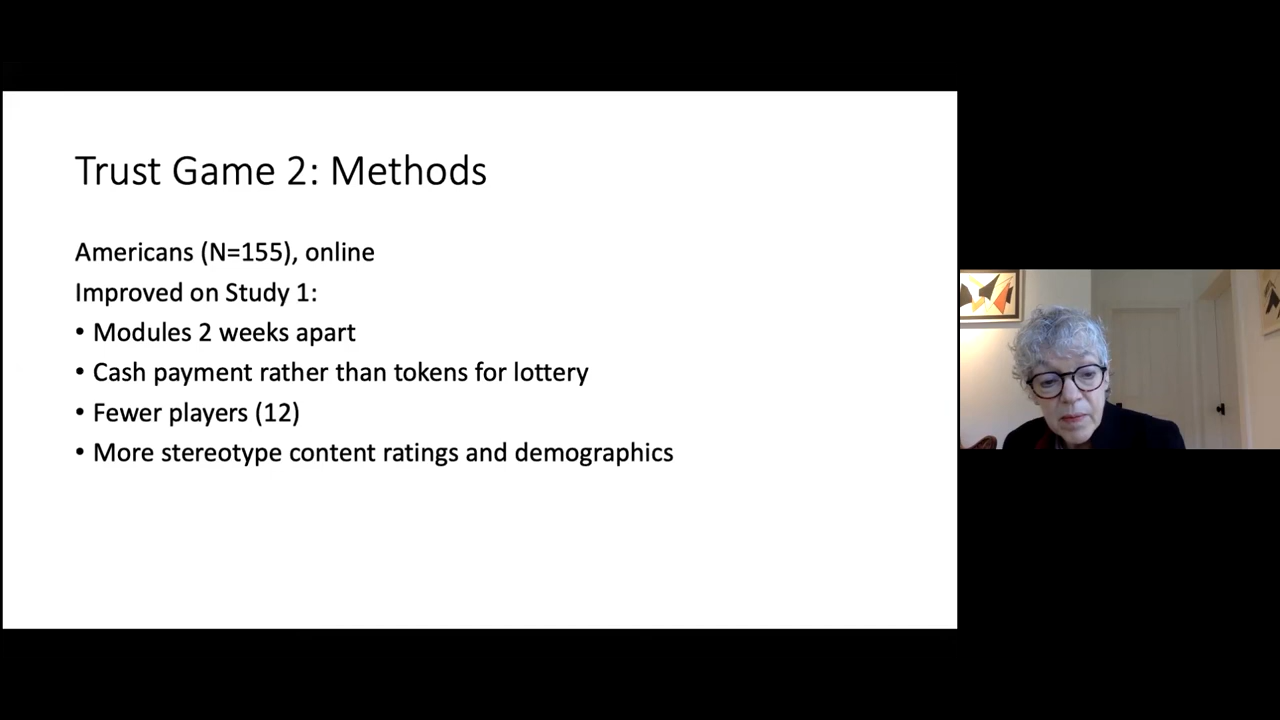 Trust Game 2: Methods
Americans (N=155), online
Improved on Study 1:
• Modules 2 weeks apart
• Cash payment rather than tokens for lottery
• Fewer players (12)
• More stereotype content ratings and demographics